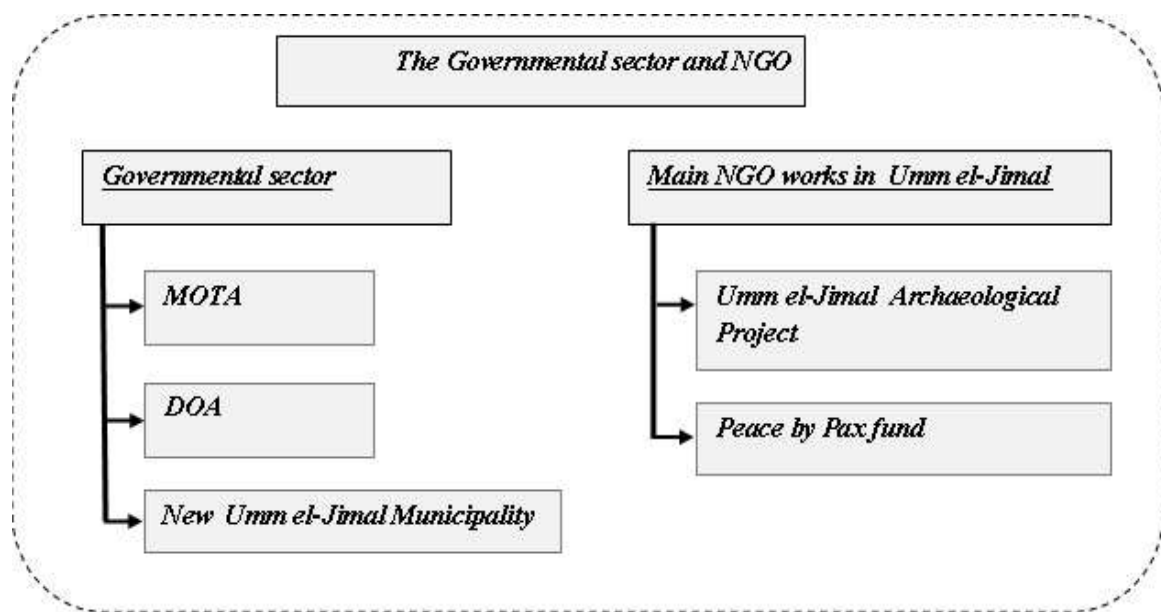 The Governmental sector and NGO
Governmental sector
MOTA
DOA
New Umm el-Jimal Municipality
Main NGO works in Umm el-Jimal
Umm el-Jimal Archaeological
Project
Peace by Pax fund